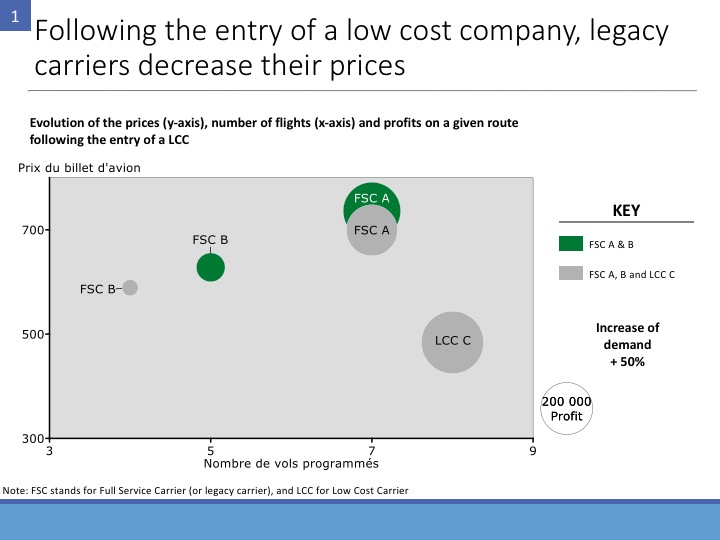 1
Following the entry of a low cost company, legacy
carriers decrease their prices
Evolution of the prices (y-axis), number of flights (x-axis) and profits on a given route
following the entry of a LCC
Prix du billet d'avion
700
500
300
3
5
7
9
Nombre de vols programmés
FSC A
FSC A
FSC B
FSC B
LCC C
KEY
FSC A & B
FSC A, B and LCC C
Increase of
demand
+ 50%
200 000
Profit
Note: FSC stands for Full Service Carrier (or legacy carrier), and LCC for Low Cost Carrier